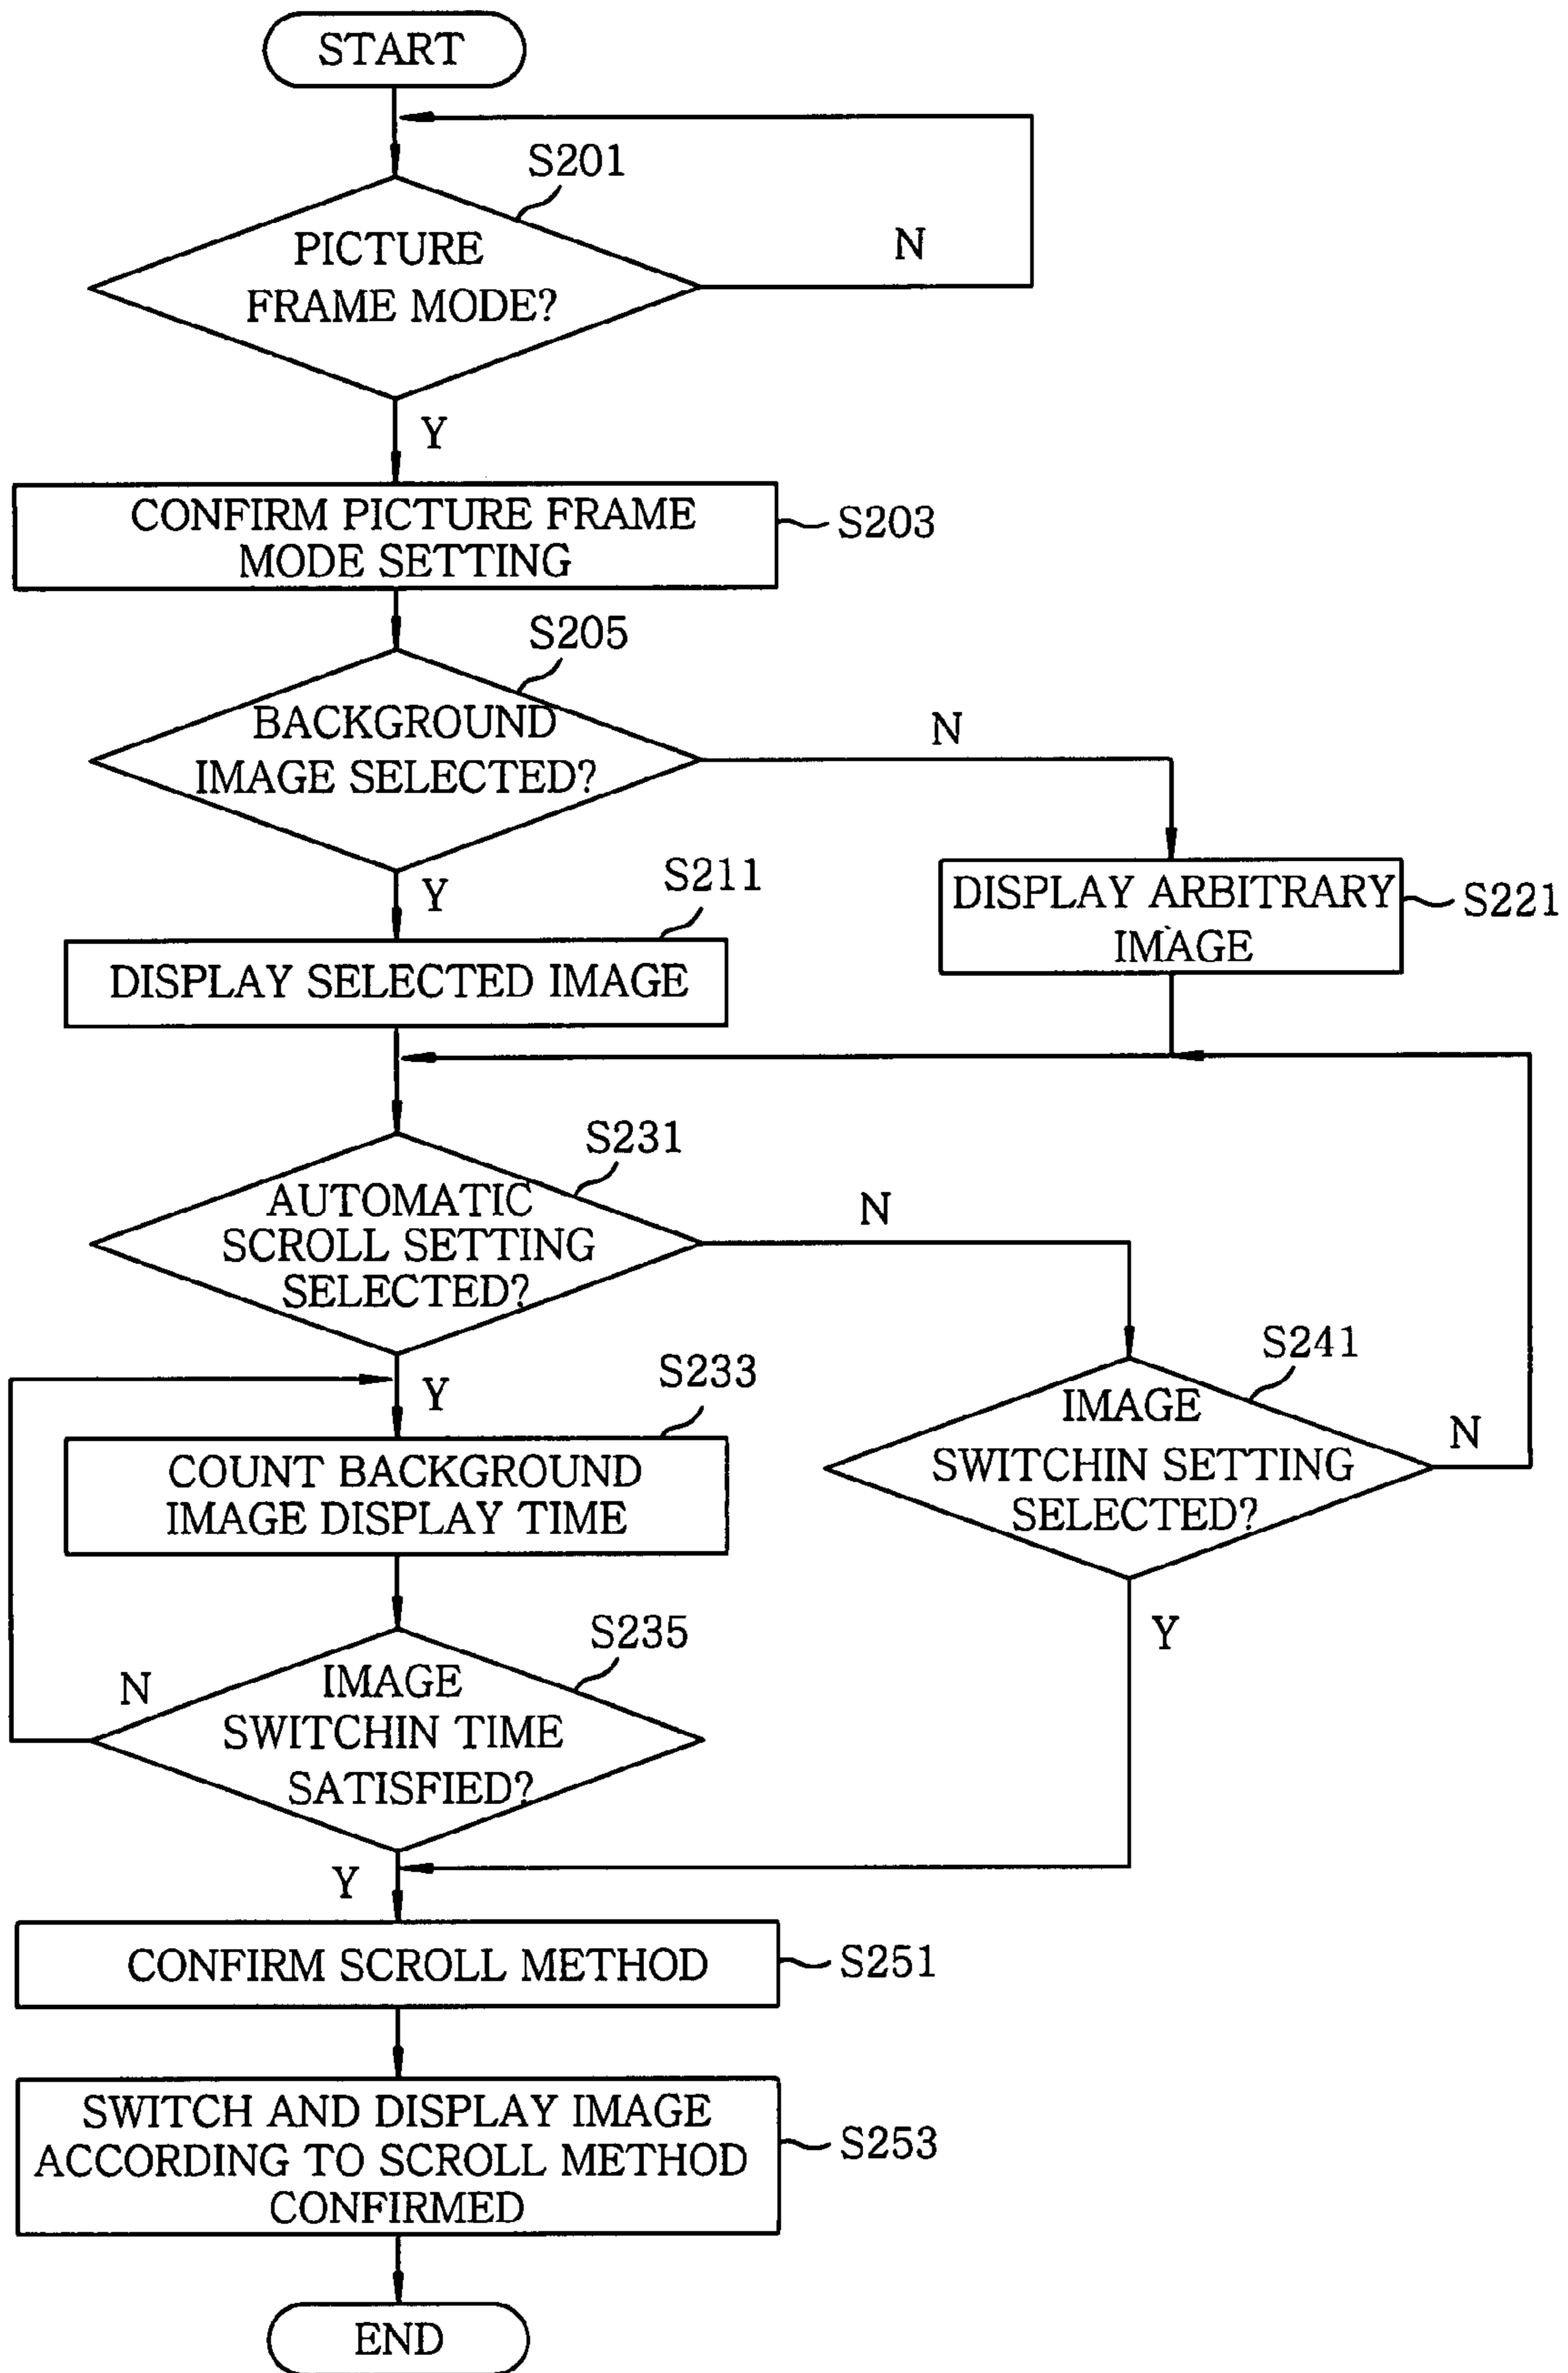 START
S201
PICTURE
FRAME MODE?
N
Y
CONFIRM PICTURE FRAME
MODE SETTING
S203
S205
BACKGROUND
IMAGE SELECTED?
N
Y
S211
DISPLAY SELECTED IMAGE
DISPLAY ARBITRARY
IMAGE
S221
S231
AUTOMATIC
SCROLL SETTING
SELECTED?
N
Y
S233
COUNT BACKGROUND
IMAGE DISPLAY TIME
S241
IMAGE
SWITCHIN SETTING
SELECTED?
N
Y
S235
IMAGE
SWITCHIN TIME
SATISFIED?
N
Y
CONFIRM SCROLL METHOD
S251
SWITCH AND DISPLAY IMAGE
ACCORDING TO SCROLL METHOD
CONFIRMED
S253
END